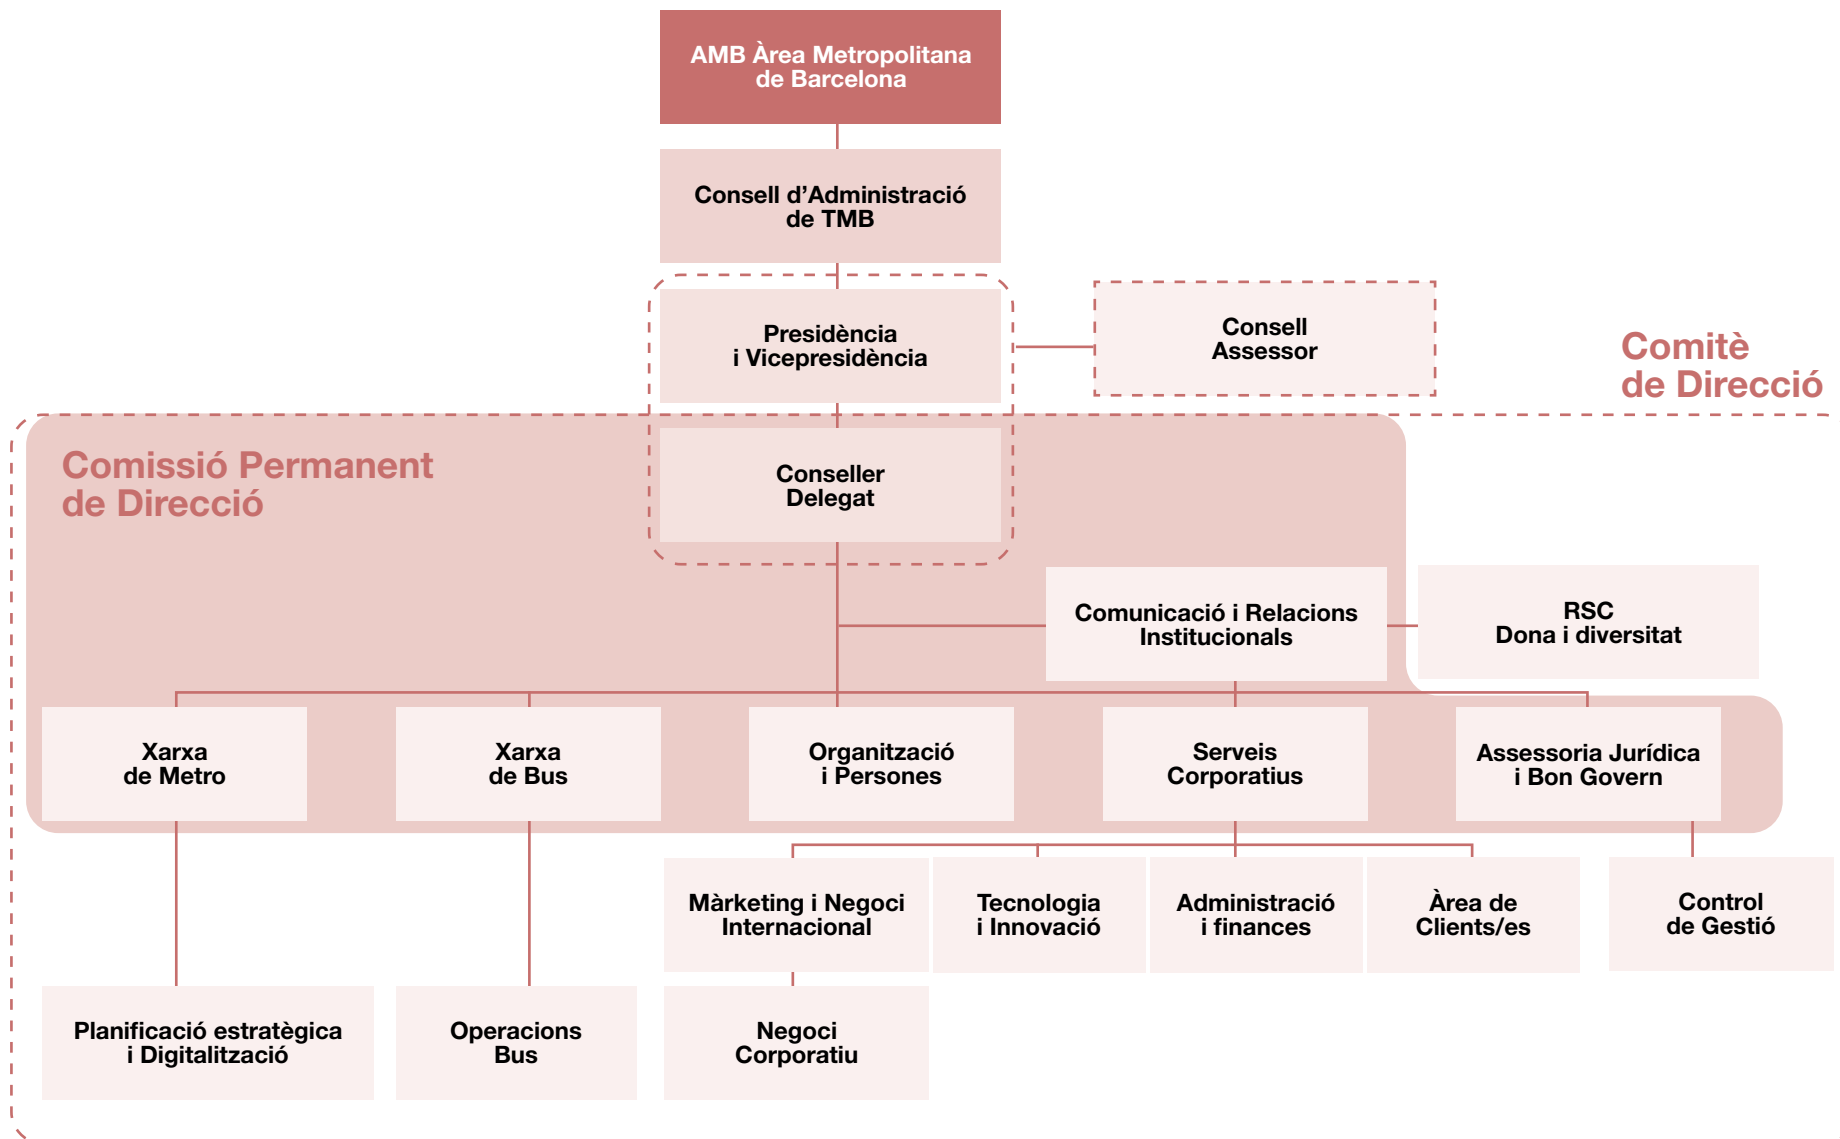 AMB Àrea Metropolitana
de Barcelona
Consell d’Administració
de TMB
Presidència
i Vicepresidència
Consell
Assessor
Comitè
de Direcció
Comissió Permanent
de Direcció
Conseller
Delegat
Comunicació i Relacions
Institucionals
RSC
Dona i diversitat
Xarxa
de Metro
Xarxa
de Bus
Organització
i Persones
Serveis
Corporatius
Assessoria Jurídica
i Bon Govern
Màrketing i Negoci
Internacional
Tecnologia
i Innovació
Administració
i finances
Àrea de
Clients/es
Control
de Gestió
Planificació estratègica
i Digitalització
Operacions
Bus
Negoci
Corporatiu